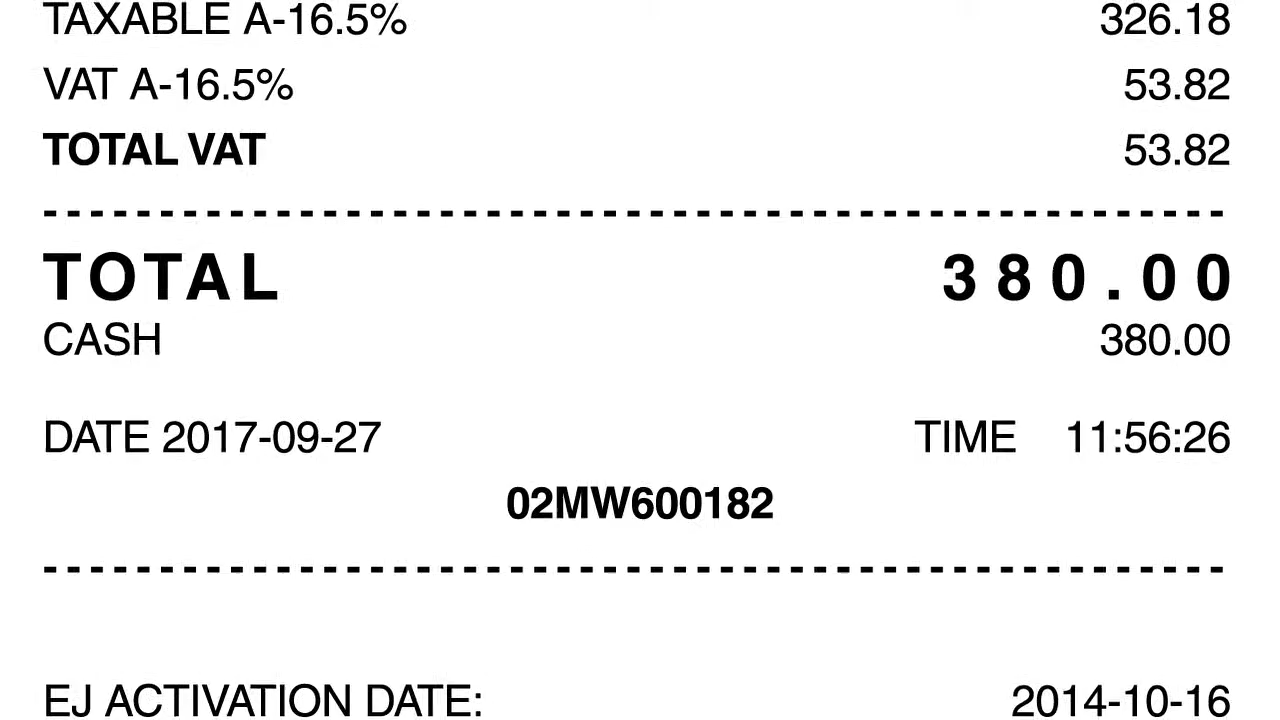 TAXABLE A-16.5% 326.18
VAT A-16.5% 53.82
TOTAL VAT 53.82
TOTAL 380.00
CASH 380.00
DATE 2017-09-27 TIME 11:56:26
02MW600182
EJ ACTIVATION DATE: 2014-10-16